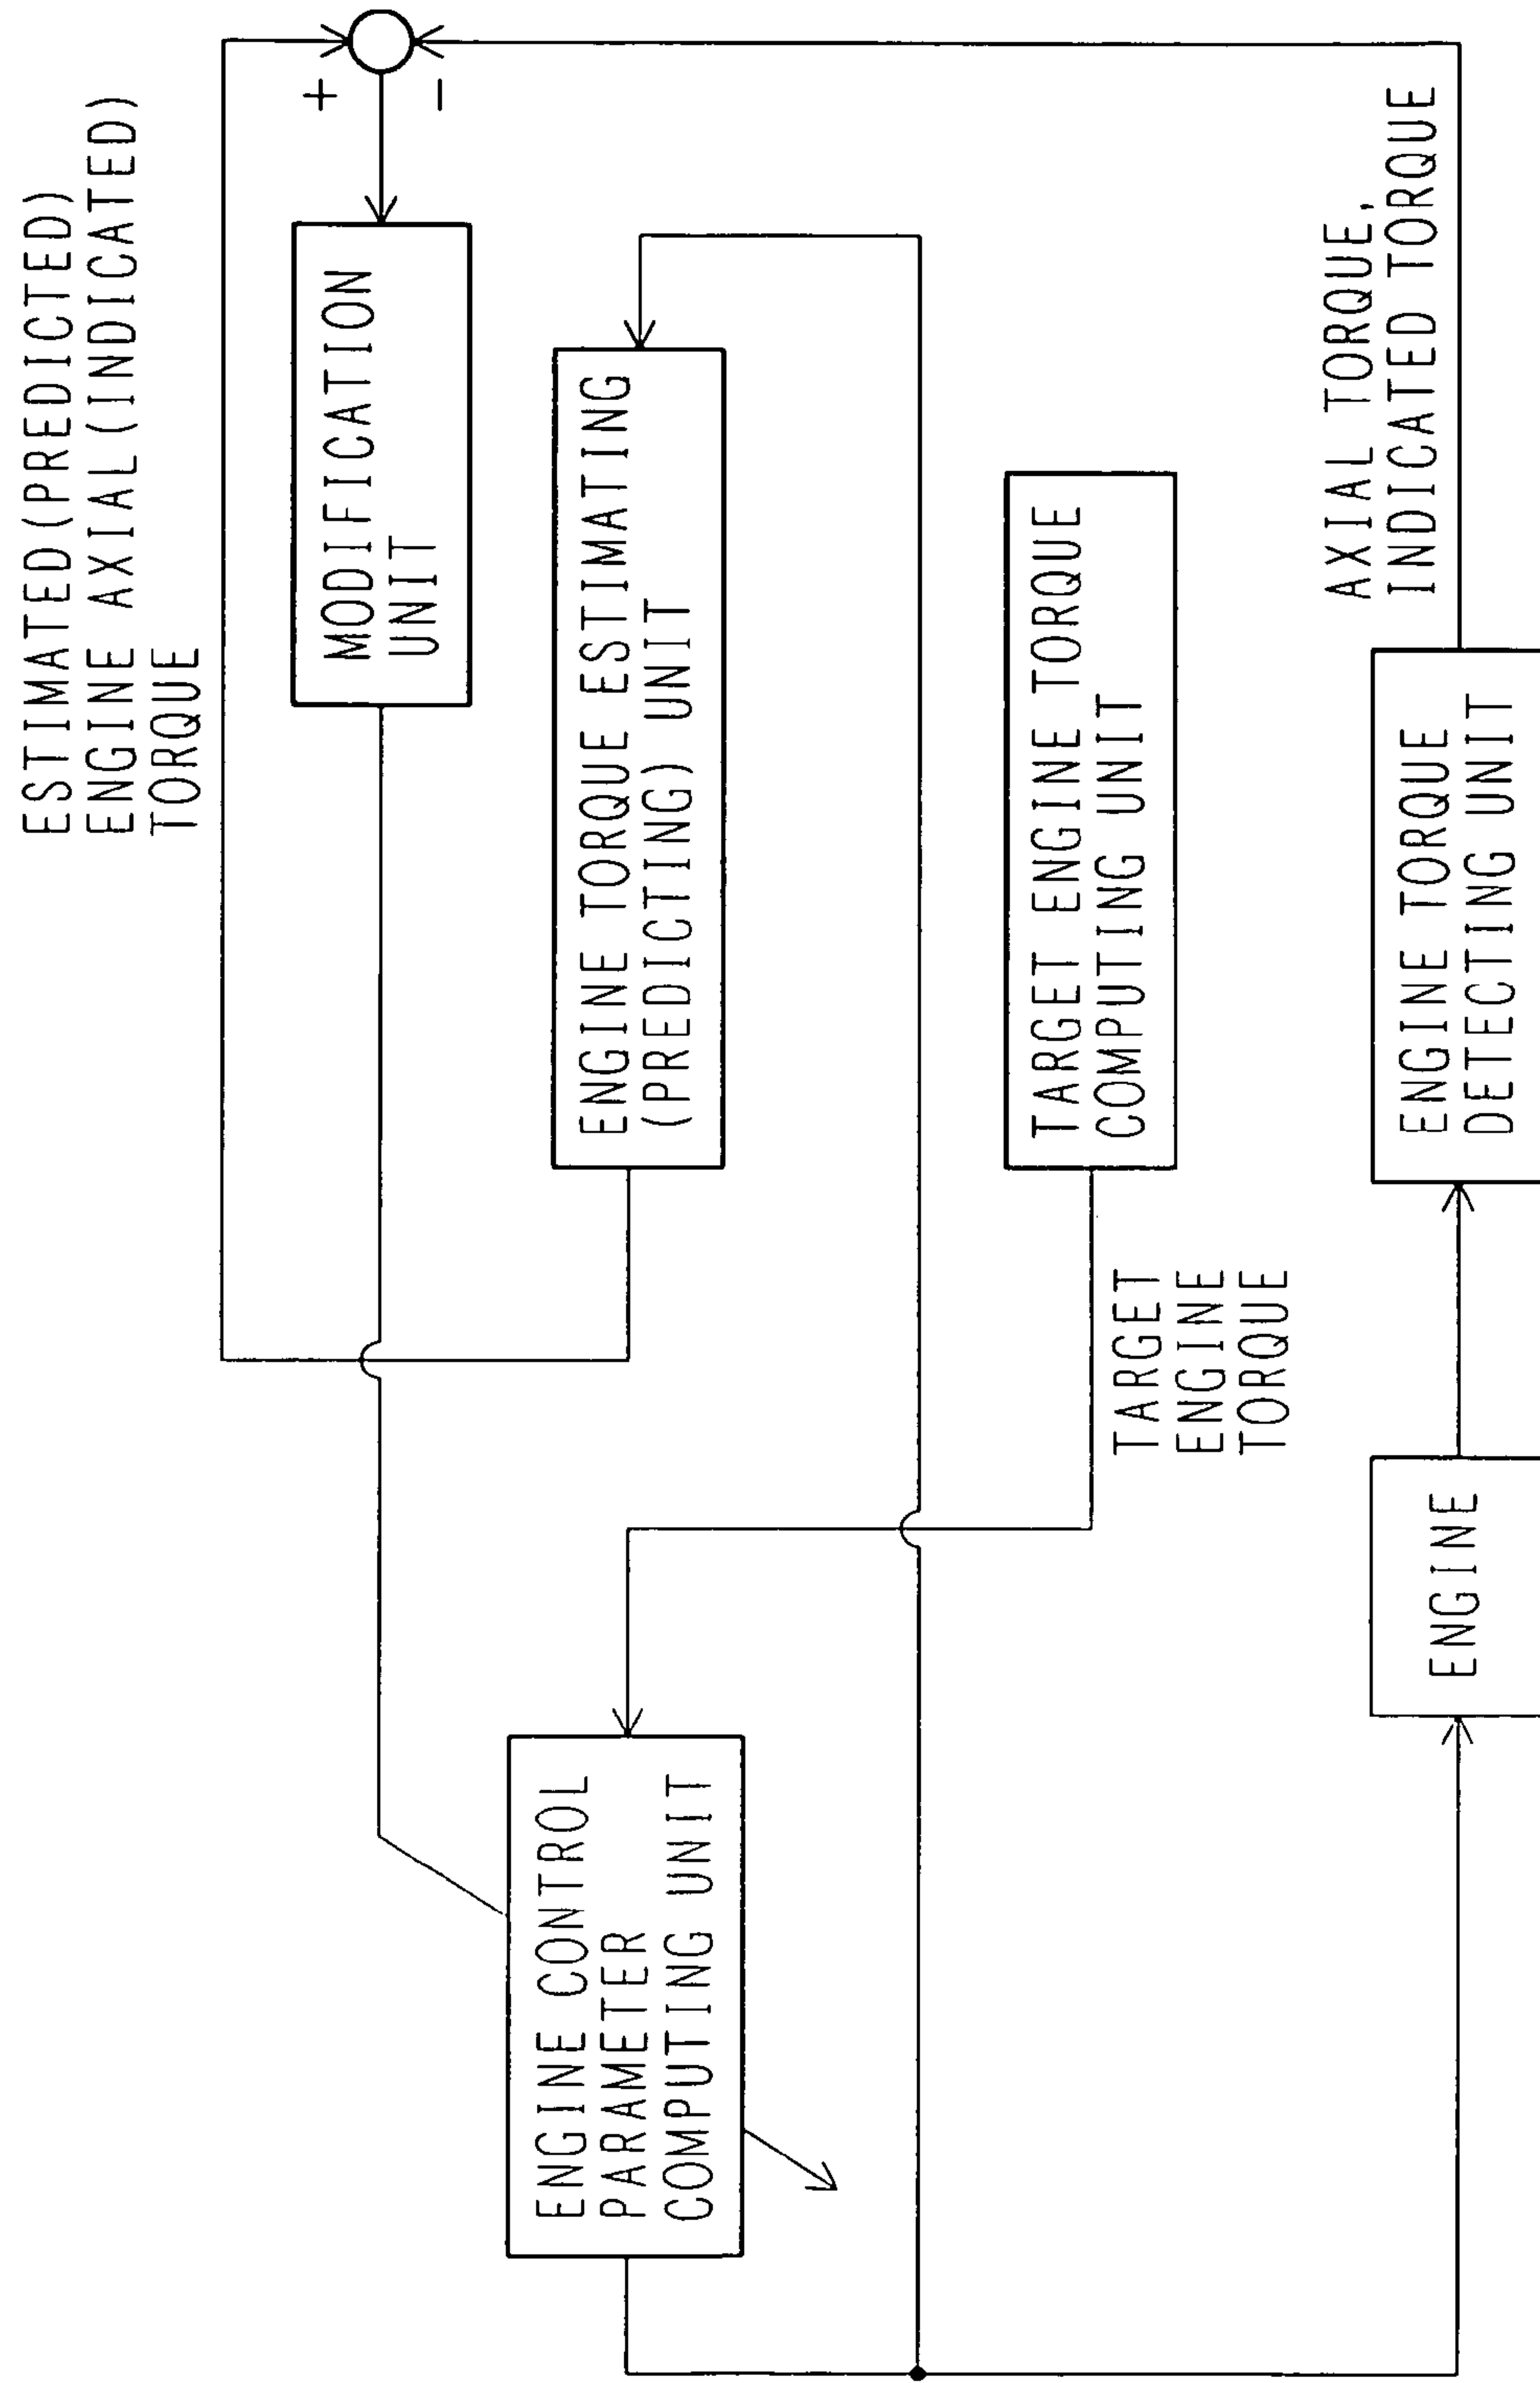 ESTIMATED(PREDICTED)
ENGINE AXIAL(INDICATED)
TORQUE
+
−
MODIFICATION
UNIT
ENGINE TORQUE ESTIMATING
(PREDICTING) UNIT
ENGINE CONTROL
PARAMETER
COMPUTING UNIT
TARGET ENGINE TORQUE
COMPUTING UNIT
TARGET
ENGINE
TORQUE
AXIAL TORQUE,
INDICATED TORQUE
ENGINE TORQUE
DETECTING UNIT
ENGINE